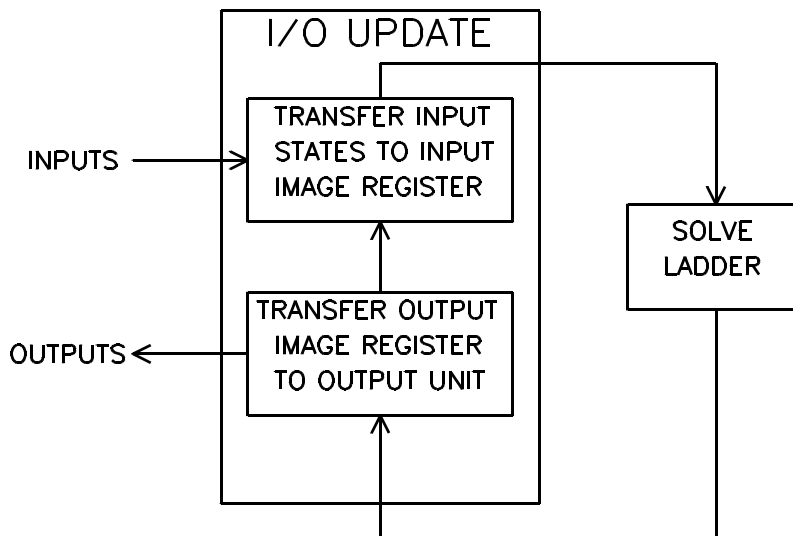 I/O UPDATE
TRANSFER INPUT
STATES TO INPUT
IMAGE REGISTER
INPUTS
SOLVE
LADDER
TRANSFER OUTPUT
IMAGE REGISTER
TO OUTPUT UNIT
OUTPUTS